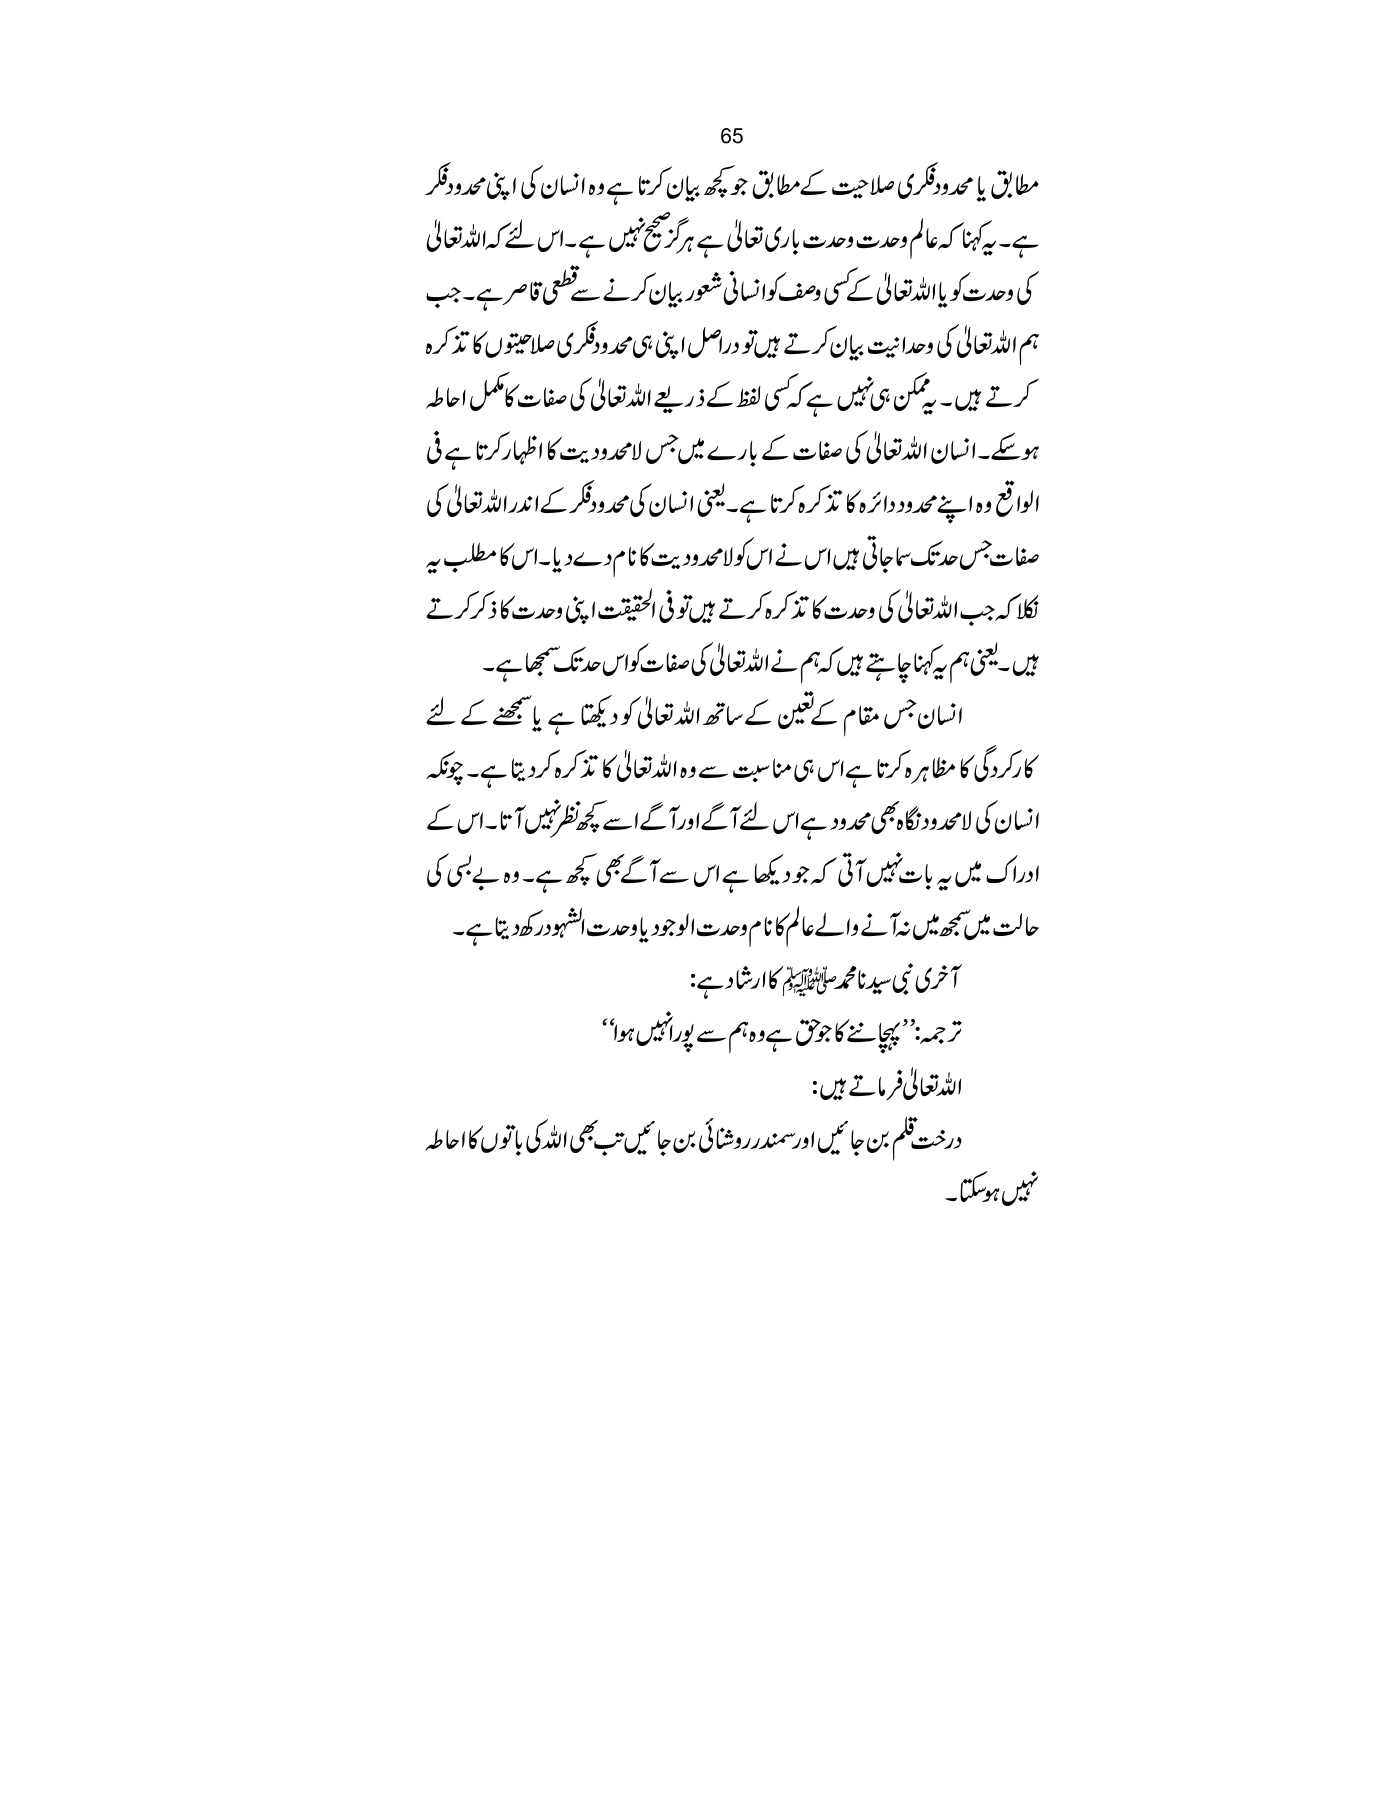 65
مطابق یا محدود فکری صلاحیت کے مطابق جو کچھ بیان کرتا ہے وہ انسان کی اپنی محدود فکر
ہے۔ یہ کہنا کہ عالم وحدت وحدت باری تعالیٰ ہے ہرگز صحیح نہیں ہے۔ اس لئے کہ اللہ تعالیٰ
کی وحدت کو یا اللہ تعالیٰ کے کسی وصف کو انسانی شعور بیان کرنے سے قطعی قاصر ہے۔ جب
ہم اللہ تعالیٰ کی وحدانیت بیان کرتے ہیں تو دراصل اپنی ہی محدود فکری صلاحیتوں کا تذکرہ
کرتے ہیں۔ یہ ممکن ہی نہیں ہے کہ کسی لفظ کے ذریعے اللہ تعالیٰ کی صفات کا مکمل احاطہ
ہو سکے۔ انسان اللہ تعالیٰ کی صفات کے بارے میں جس لامحدودیت کا اظہار کرتا ہے فی
الواقع وہ اپنے محدود دائرہ کا تذکرہ کرتا ہے۔ یعنی انسان کی محدود فکر کے اندر اللہ تعالیٰ کی
صفات جس حد تک سما جاتی ہیں اس نے اس کو لامحدودیت کا نام دے دیا۔ اس کا مطلب یہ
نکلا کہ جب اللہ تعالیٰ کی وحدت کا تذکرہ کرتے ہیں تو فی الحقیقت اپنی وحدت کا ذکر کرتے
ہیں۔ یعنی ہم یہ کہنا چاہتے ہیں کہ ہم نے اللہ تعالیٰ کی صفات کو اس حد تک سمجھا ہے۔
انسان جس مقام کے تعین کے ساتھ اللہ تعالیٰ کو دیکھتا ہے یا سمجھنے کے لئے
کارکردگی کا مظاہرہ کرتا ہے اس ہی مناسبت سے وہ اللہ تعالیٰ کا تذکرہ کر دیتا ہے۔ چونکہ
انسان کی لامحدود نگاہ بھی محدود ہے اس لئے آگے اور آگے اسے کچھ نظر نہیں آتا۔ اس کے
ادراک میں یہ بات نہیں آتی کہ جو دیکھا ہے اس سے آگے بھی کچھ ہے۔ وہ بے بسی کی
حالت میں سمجھ میں نہ آنے والے عالم کا نام وحدت الوجود یا وحدت الشہود رکھ دیتا ہے۔
آخری نبی سیدنا محمد ﷺ کا ارشاد ہے:
ترجمہ: ’’پہچاننے کا جو حق ہے وہ ہم سے پورا نہیں ہوا‘‘
اللہ تعالیٰ فرماتے ہیں:
درخت قلم بن جائیں اور سمندر روشنائی بن جائیں تب بھی اللہ کی باتوں کا احاطہ
نہیں ہو سکتا۔